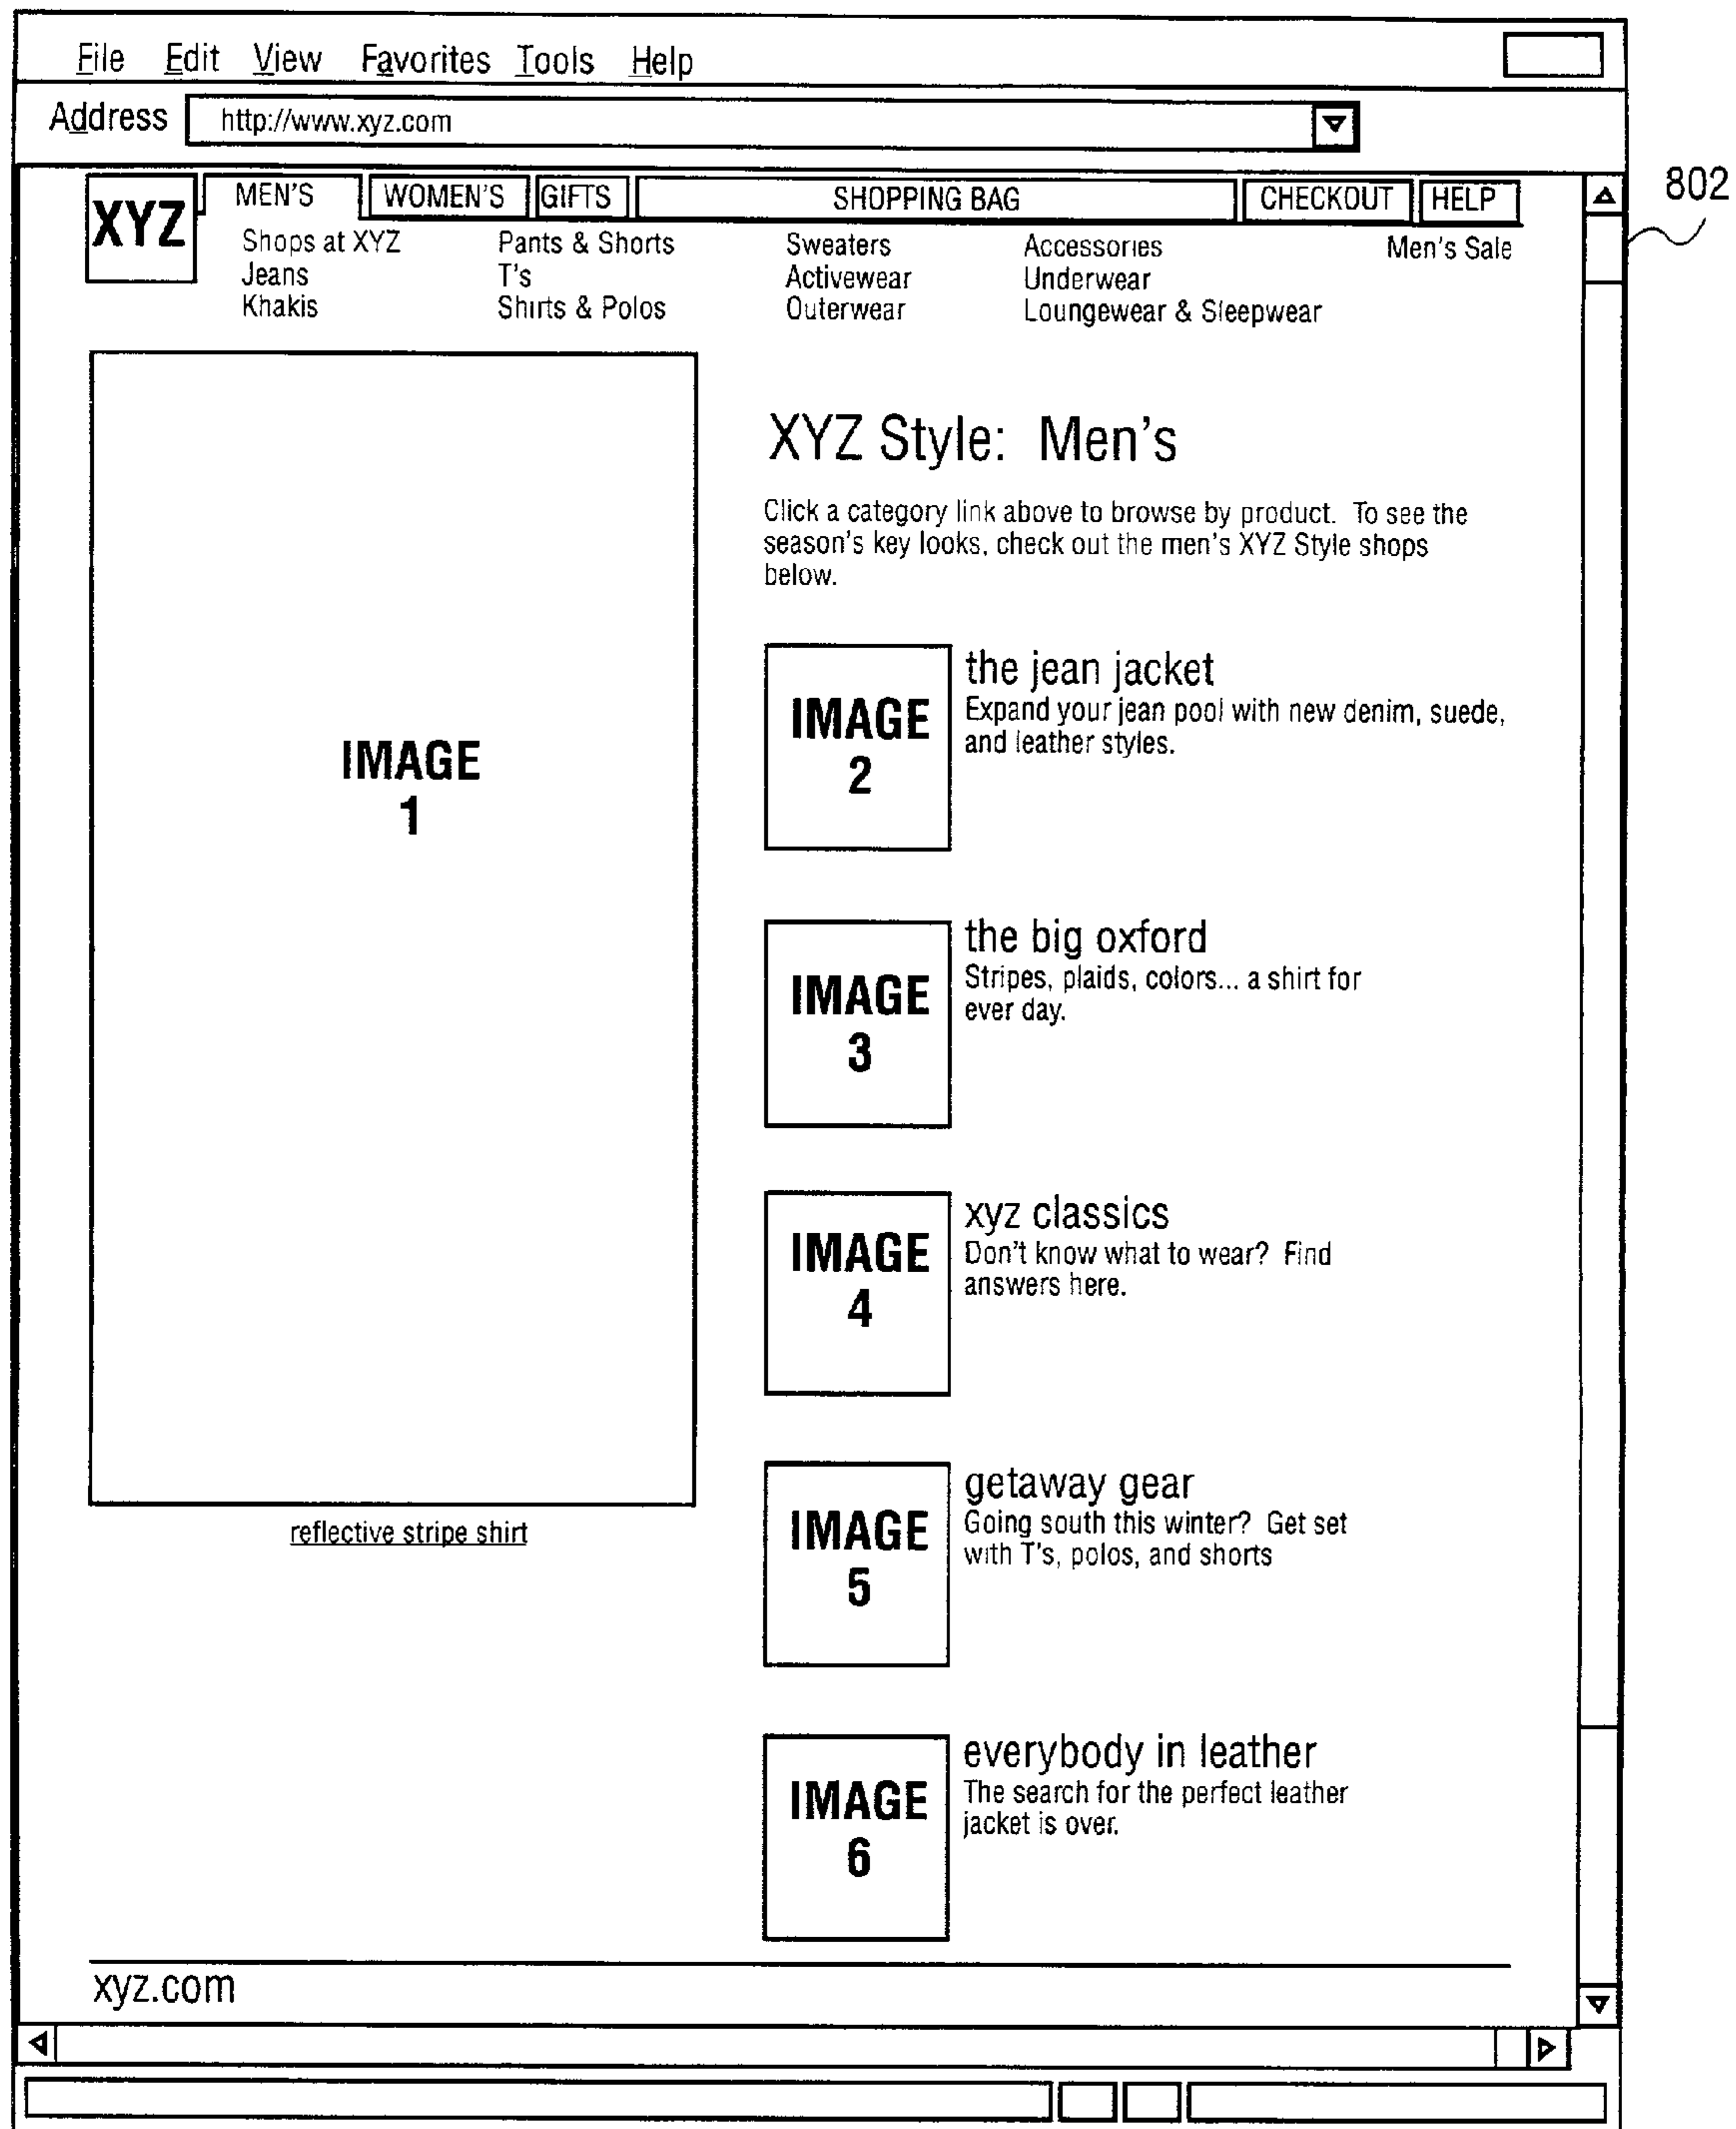 File Edit View Favorites Tools Help
Address http://www.xyz.com
802
XYZ MEN'S WOMEN'S GIFTS SHOPPING BAG CHECKOUT HELP
Shops at XYZ Pants & Shorts Sweaters Accessories Men's Sale
Jeans T's Activewear Underwear
Khakis Shirts & Polos Outerwear Loungewear & Sleepwear
IMAGE
1
reflective stripe shirt
XYZ Style: Men's
Click a category link above to browse by product. To see the
season's key looks, check out the men's XYZ Style shops
below.
IMAGE
2
the jean jacket
Expand your jean pool with new denim, suede,
and leather styles.
IMAGE
3
the big oxford
Stripes, plaids, colors... a shirt for
ever day.
IMAGE
4
xyz classics
Don't know what to wear? Find
answers here.
IMAGE
5
getaway gear
Going south this winter? Get set
with T's, polos, and shorts
IMAGE
6
everybody in leather
The search for the perfect leather
jacket is over.
xyz.com